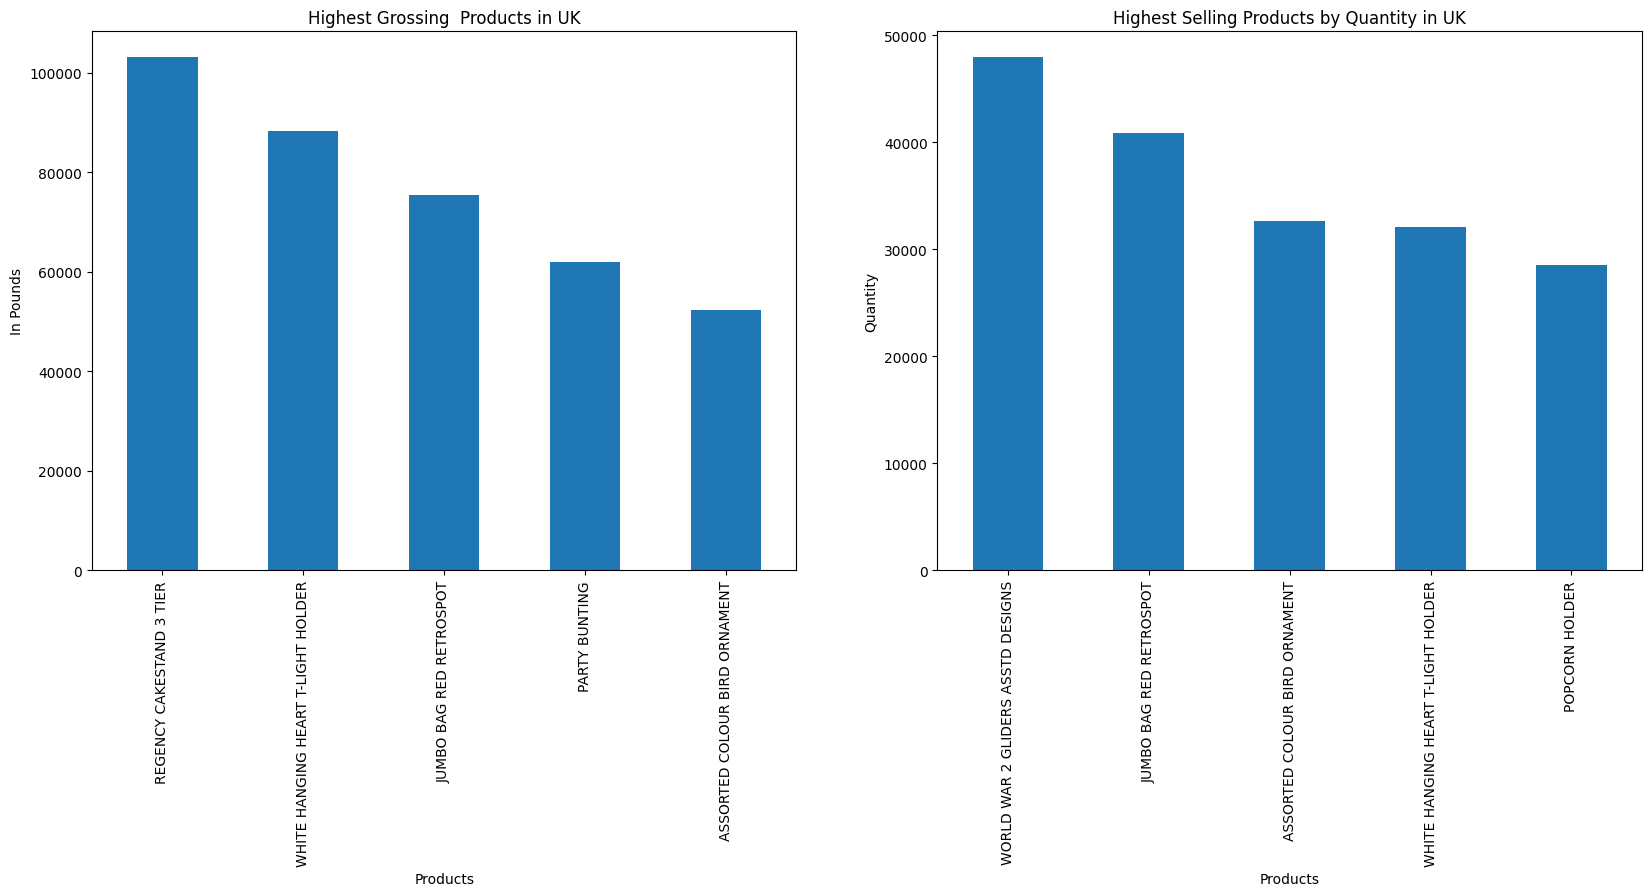 Highest Grossing  Products in UK
In Pounds
100000
80000
60000
40000
20000
0
REGENCY CAKESTAND 3 TIER
WHITE HANGING HEART T-LIGHT HOLDER
JUMBO BAG RED RETROSPOT
PARTY BUNTING
ASSORTED COLOUR BIRD ORNAMENT
Products
Highest Selling Products by Quantity in UK
Quantity
50000
40000
30000
20000
10000
0
WORLD WAR 2 GLIDERS ASSTD DESIGNS
JUMBO BAG RED RETROSPOT
ASSORTED COLOUR BIRD ORNAMENT
WHITE HANGING HEART T-LIGHT HOLDER
POPCORN HOLDER
Products